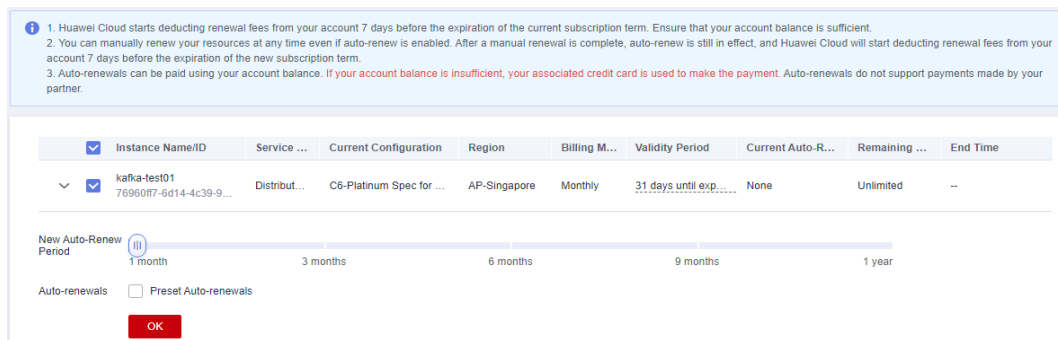 1. Huawei Cloud starts deducting renewal fees from your account 7 days before the expiration of the current subscription term. Ensure that your account balance is sufficient.
2. You can manually renew your resources at any time even if auto-renew is enabled. After a manual renewal is complete, auto-renew is still in effect, and Huawei Cloud will start deducting renewal fees from your
account 7 days before the expiration of the new subscription term.
3. Auto-renewals can be paid using your account balance. If your account balance is insufficient, your associated credit card is used to make the payment. Auto-renewals do not support payments made by your
partner.
Instance Name/ID Service ... Current Configuration Region Billing M... Validity Period Current Auto-R... Remaining ... End Time
kafka-test01
76960ff7-6d14-4c39-9... Distribut... C6-Platinum Spec for ... AP-Singapore Monthly 31 days until exp... None Unlimited --
New Auto-Renew
Period
1 month 3 months 6 months 9 months 1 year
Auto-renewals Preset Auto-renewals
OK